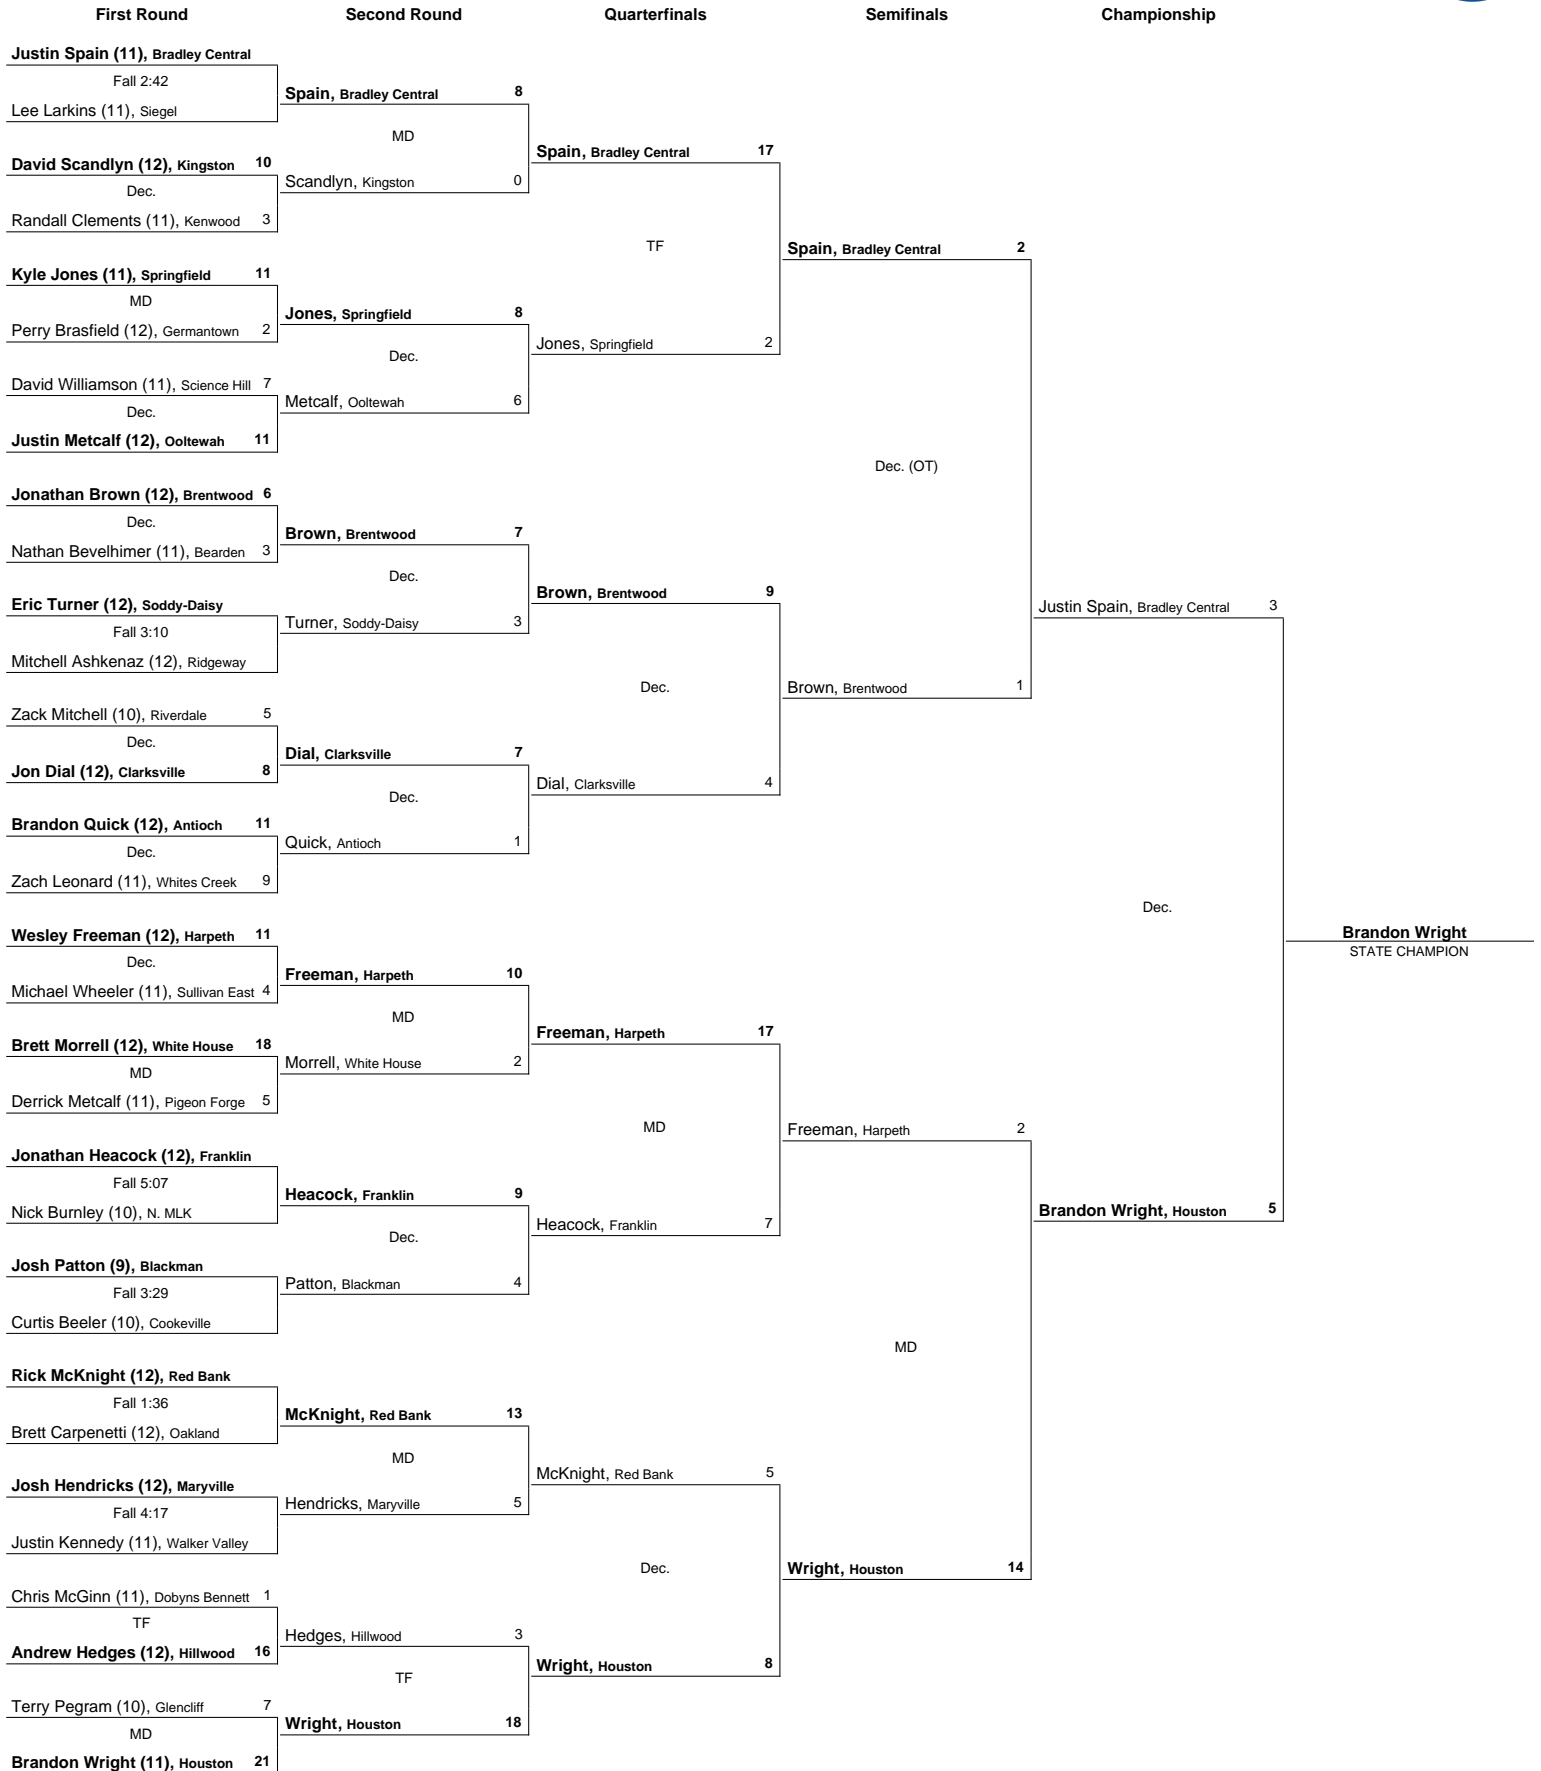 First Round Second Round Quarterfinals Semifinals Championship
Justin Spain (11), Bradley Central
Fall 2:42
Lee Larkins (11), Siegel
David Scandlyn (12), Kingston 10
Dec.
Randall Clements (11), Kenwood 3
Kyle Jones (11), Springfield 11
MD
Perry Brasfield (12), Germantown 2
David Williamson (11), Science Hill 7
Dec.
Justin Metcalf (12), Ooltewah 11
Jonathan Brown (12), Brentwood 6
Dec.
Nathan Bevelhimer (11), Bearden 3
Eric Turner (12), Soddy-Daisy
Fall 3:10
Mitchell Ashkenaz (12), Ridgeway
Zack Mitchell (10), Riverdale 5
Dec.
Jon Dial (12), Clarksville 8
Brandon Quick (12), Antioch 11
Dec.
Zach Leonard (11), Whites Creek 9
Wesley Freeman (12), Harpeth 11
Dec.
Michael Wheeler (11), Sullivan East 4
Brett Morrell (12), White House 18
MD
Derrick Metcalf (11), Pigeon Forge 5
Jonathan Heacock (12), Franklin
Fall 5:07
Nick Burnley (10), N. MLK
Josh Patton (9), Blackman
Fall 3:29
Curtis Beeler (10), Cookeville
Rick McKnight (12), Red Bank
Fall 1:36
Brett Carpenetti (12), Oakland
Josh Hendricks (12), Maryville
Fall 4:17
Justin Kennedy (11), Walker Valley
Chris McGinn (11), Dobyns Bennett 1
TF
Andrew Hedges (12), Hillwood 16
Terry Pegram (10), Glencliff 7
MD
Brandon Wright (11), Houston 21
Spain, Bradley Central 8
MD
Scandlyn, Kingston 0
Jones, Springfield 8
Dec.
Metcalf, Ooltewah 6
Brown, Brentwood 7
Dec.
Turner, Soddy-Daisy 3
Dial, Clarksville 7
Dec.
Quick, Antioch 1
Freeman, Harpeth 10
MD
Morrell, White House 2
Heacock, Franklin 9
Dec.
Patton, Blackman 4
McKnight, Red Bank 13
MD
Hendricks, Maryville 5
Hedges, Hillwood 3
TF
Wright, Houston 18
Spain, Bradley Central 17
TF
Jones, Springfield 2
Brown, Brentwood 9
Dec.
Dial, Clarksville 4
Freeman, Harpeth 17
MD
Heacock, Franklin 7
McKnight, Red Bank 5
Dec.
Wright, Houston 8
Spain, Bradley Central 2
Dec. (OT)
Brown, Brentwood 1
Freeman, Harpeth 2
MD
Wright, Houston 14
Justin Spain, Bradley Central 3
Dec.
Brandon Wright, Houston 5
Brandon Wright
STATE CHAMPION